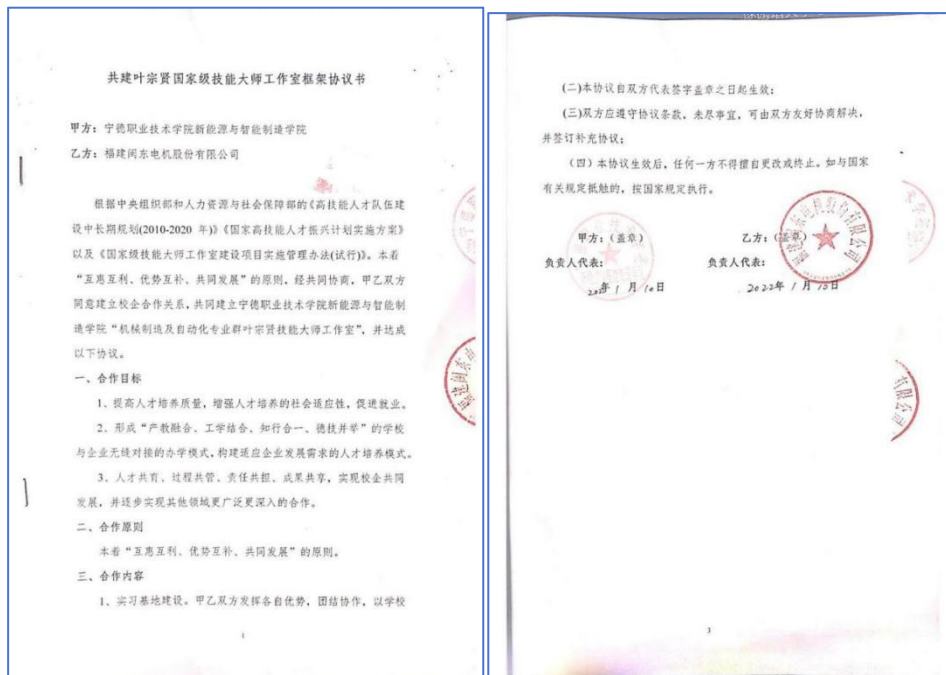 共建叶宗贤国家级技能大师工作室框架协议书
甲方：宁德职业技术学院新能源与智能制造学院
乙方：福建闽东电机股份有限公司
根据中央组织部和人力资源与社会保障部的《高技能人才队伍建
设中长期规划(2010-2020 年)》《国家高技能人才振兴计划实施方案》
以及《国家级技能大师工作室建设项目实施管理办法(试行)》。本着
“互惠互利、优势互补、共同发展”的原则，经共同协商，甲乙双方
同意建立校企合作关系，共同建立宁德职业技术学院新能源与智能制
造学院“机械制造及自动化专业群叶宗贤技能大师工作室”，并达成
以下协议。
一、合作目标
1、提高人才培养质量，增强人才培养的社会适应性，促进就业。
2、形成“产教融合、工学结合、知行合一、德技并举”的学校
与企业无缝对接的办学模式，构建适应企业发展需求的人才培养模式。
3、人才共育、过程共管、责任共担、成果共享，实现校企共同
发展，并逐步实现其他领域更广泛更深入的合作。
二、合作原则
本着“互惠互利、优势互补、共同发展”的原则。
三、合作内容
1、实习基地建设。甲乙双方发挥各自优势，团结协作，以学校
1
(二)本协议自双方代表签字盖章之日起生效；
(三)双方应遵守协议条款，未尽事宜，可由双方友好协商解决，
并签订补充协议；
（四）本协议生效后，任何一方不得擅自更改或终止。如与国家
有关规定抵触的，按国家规定执行。
甲方：（盖章）
乙方：（盖章）
负责人代表：
负责人代表：
年 1 月 10日
2022年 1 月 15日
福建闽东电机股份有限公司
有限公司
3